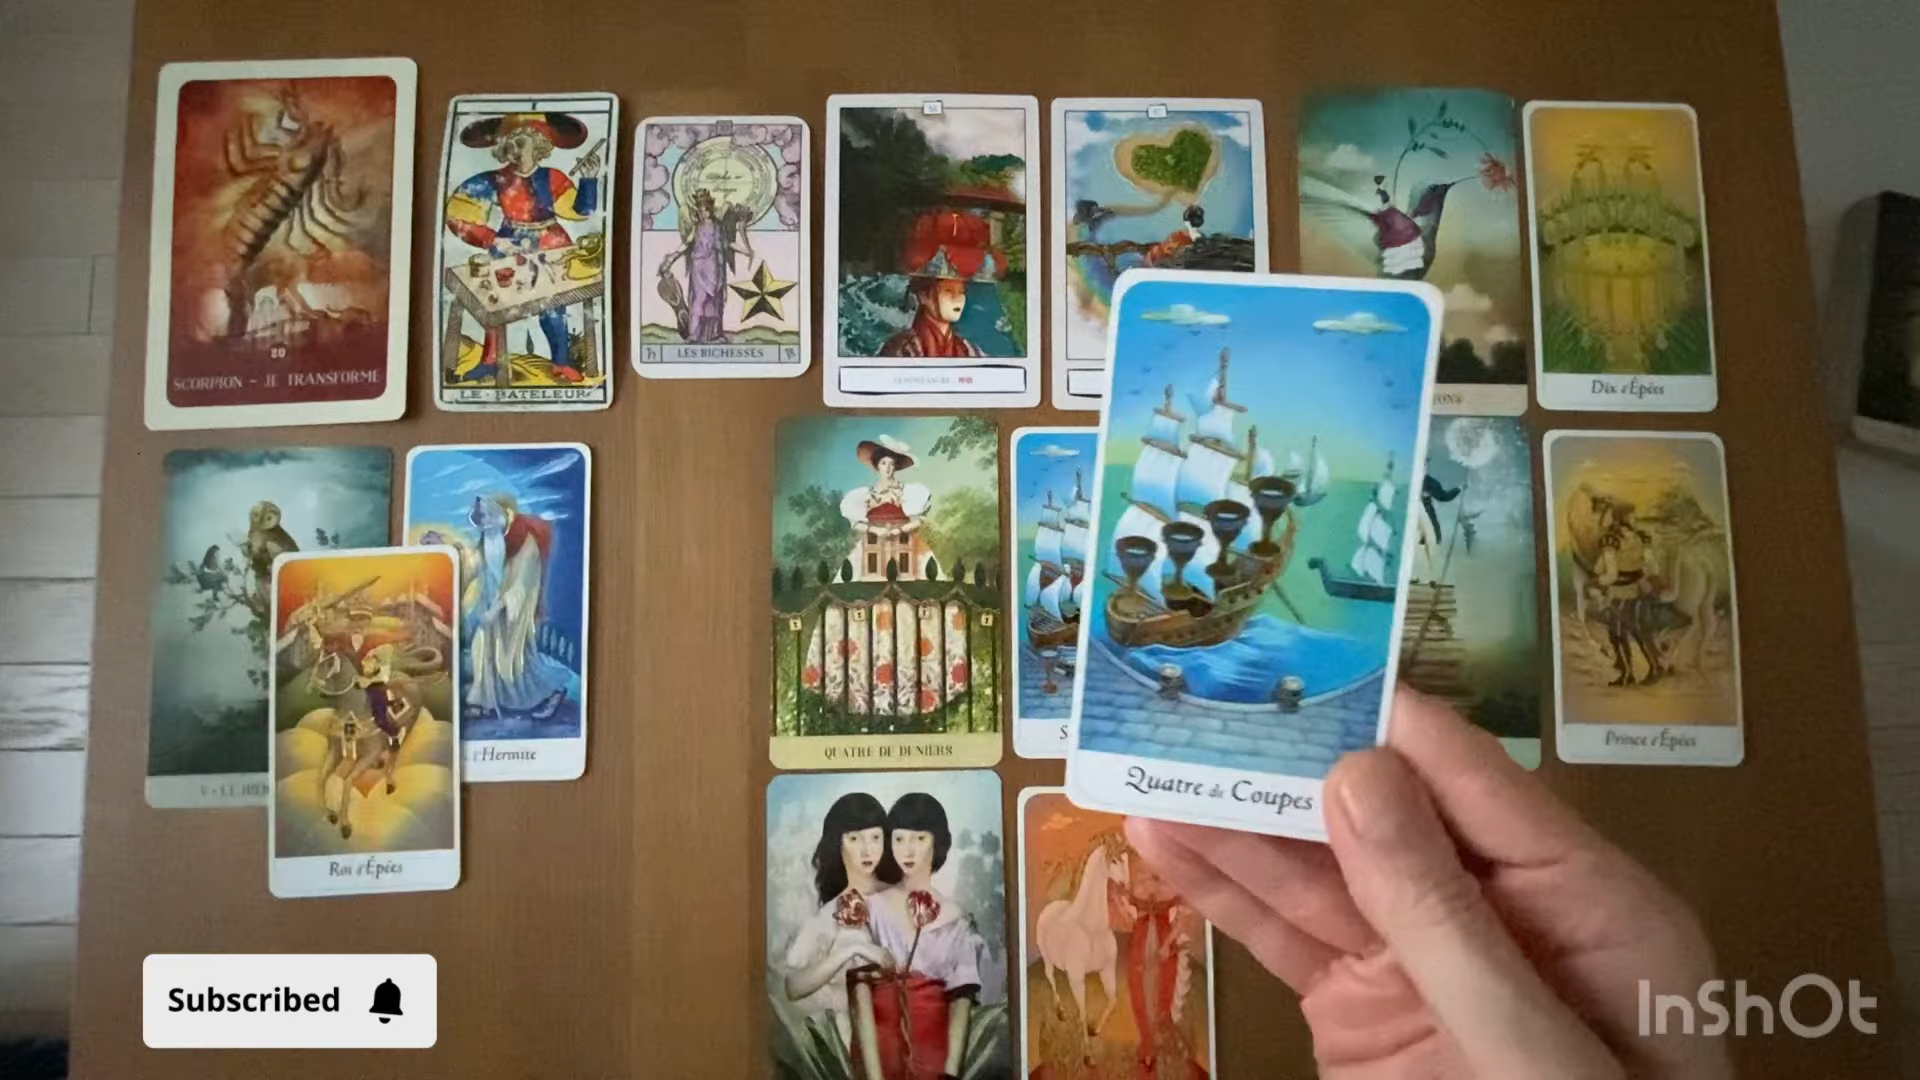 20
SCORPION ~ JE TRANSFORME
I
LE·BATELEUR
LES RICHESSES
Dix d'Épées
l'Hermite
Roi d'Épées
QUATRE DE DENIERS
Quatre de Coupes
Prince d'Épées
Subscribed
InShOt